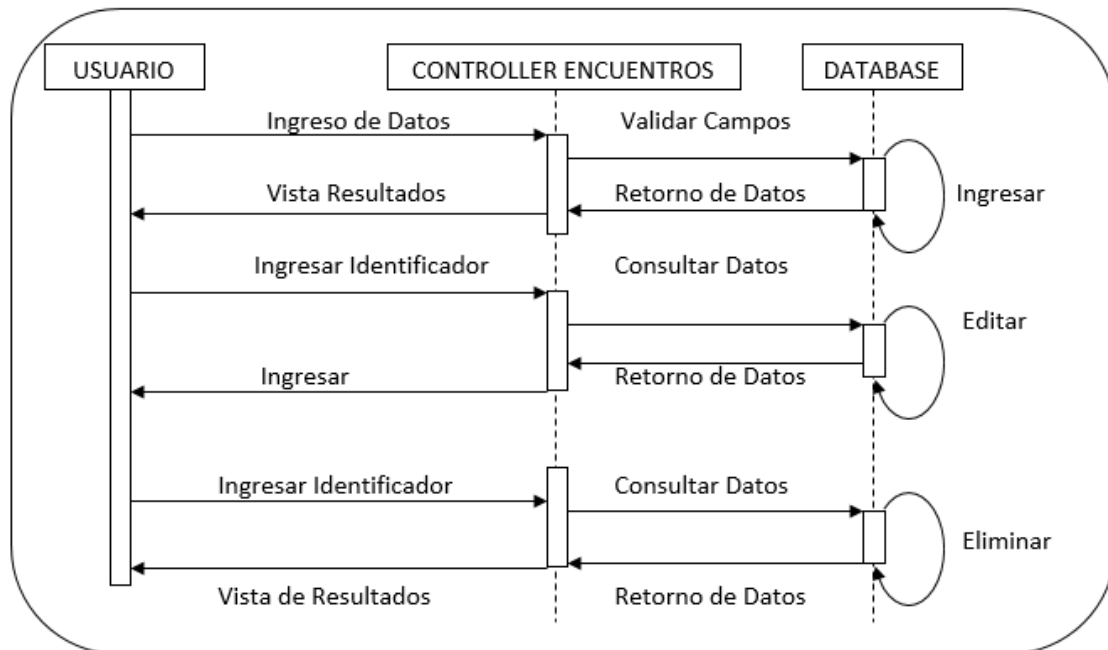 USUARIO
CONTROLLER ENCUENTROS
DATABASE
Ingreso de Datos
Validar Campos
Vista Resultados
Retorno de Datos
Ingresar
Ingresar Identificador
Consultar Datos
Editar
Ingresar
Retorno de Datos
Ingresar Identificador
Consultar Datos
Eliminar
Vista de Resultados
Retorno de Datos